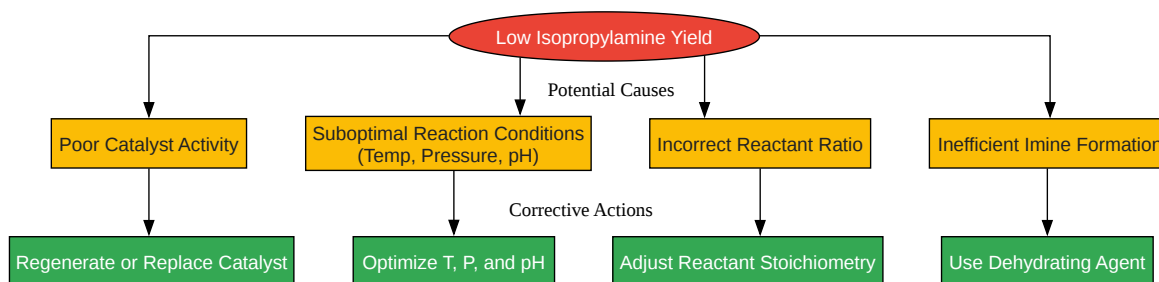 Low Isopropylamine Yield
Potential Causes
Poor Catalyst Activity
Suboptimal Reaction Conditions
(Temp, Pressure, pH)
Incorrect Reactant Ratio
Inefficient Imine Formation
Corrective Actions
Regenerate or Replace Catalyst
Optimize T, P, and pH
Adjust Reactant Stoichiometry
Use Dehydrating Agent